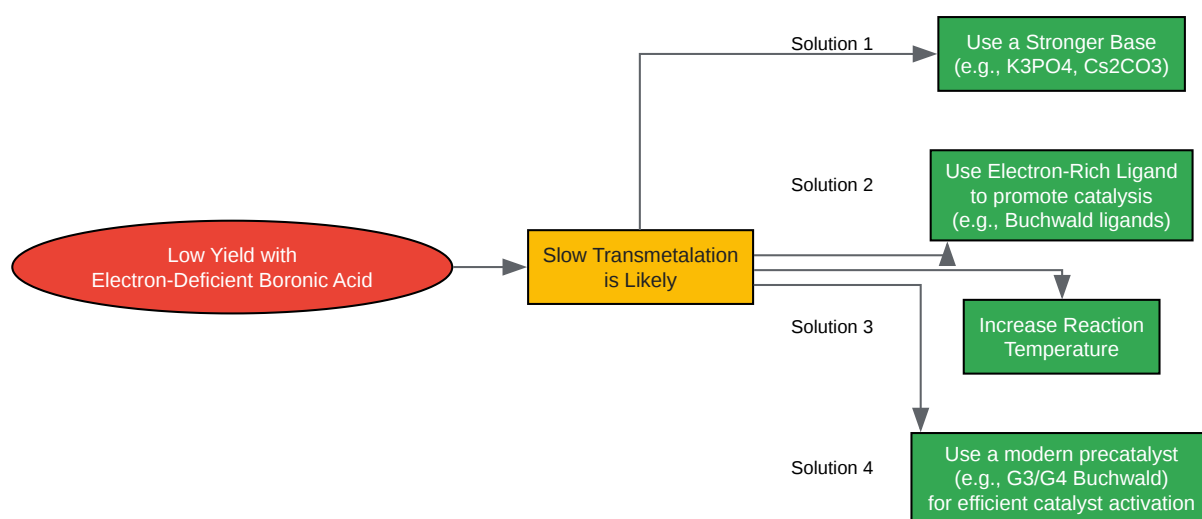 Solution 1
Use a Stronger Base
(e.g., K3PO4, Cs2CO3)
Solution 2
Use Electron-Rich Ligand
to promote catalysis
(e.g., Buchwald ligands)
Low Yield with
Electron-Deficient Boronic Acid
Slow Transmetalation
is Likely
Solution 3
Increase Reaction
Temperature
Solution 4
Use a modern precatalyst
(e.g., G3/G4 Buchwald)
for efficient catalyst activation